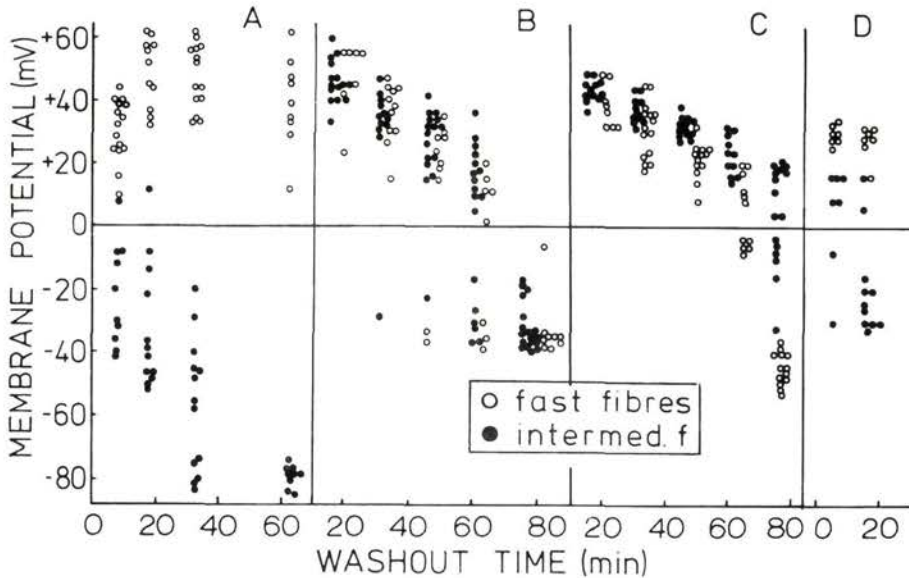 A B C D
+60
+40
+20
0
-20
-40
-60
-80
MEMBRANE POTENTIAL (mV)
fast fibres
intermed. f
0 20 40 60 20 40 60 80 20 40 60 80 0 20
WASHOUT TIME (min)